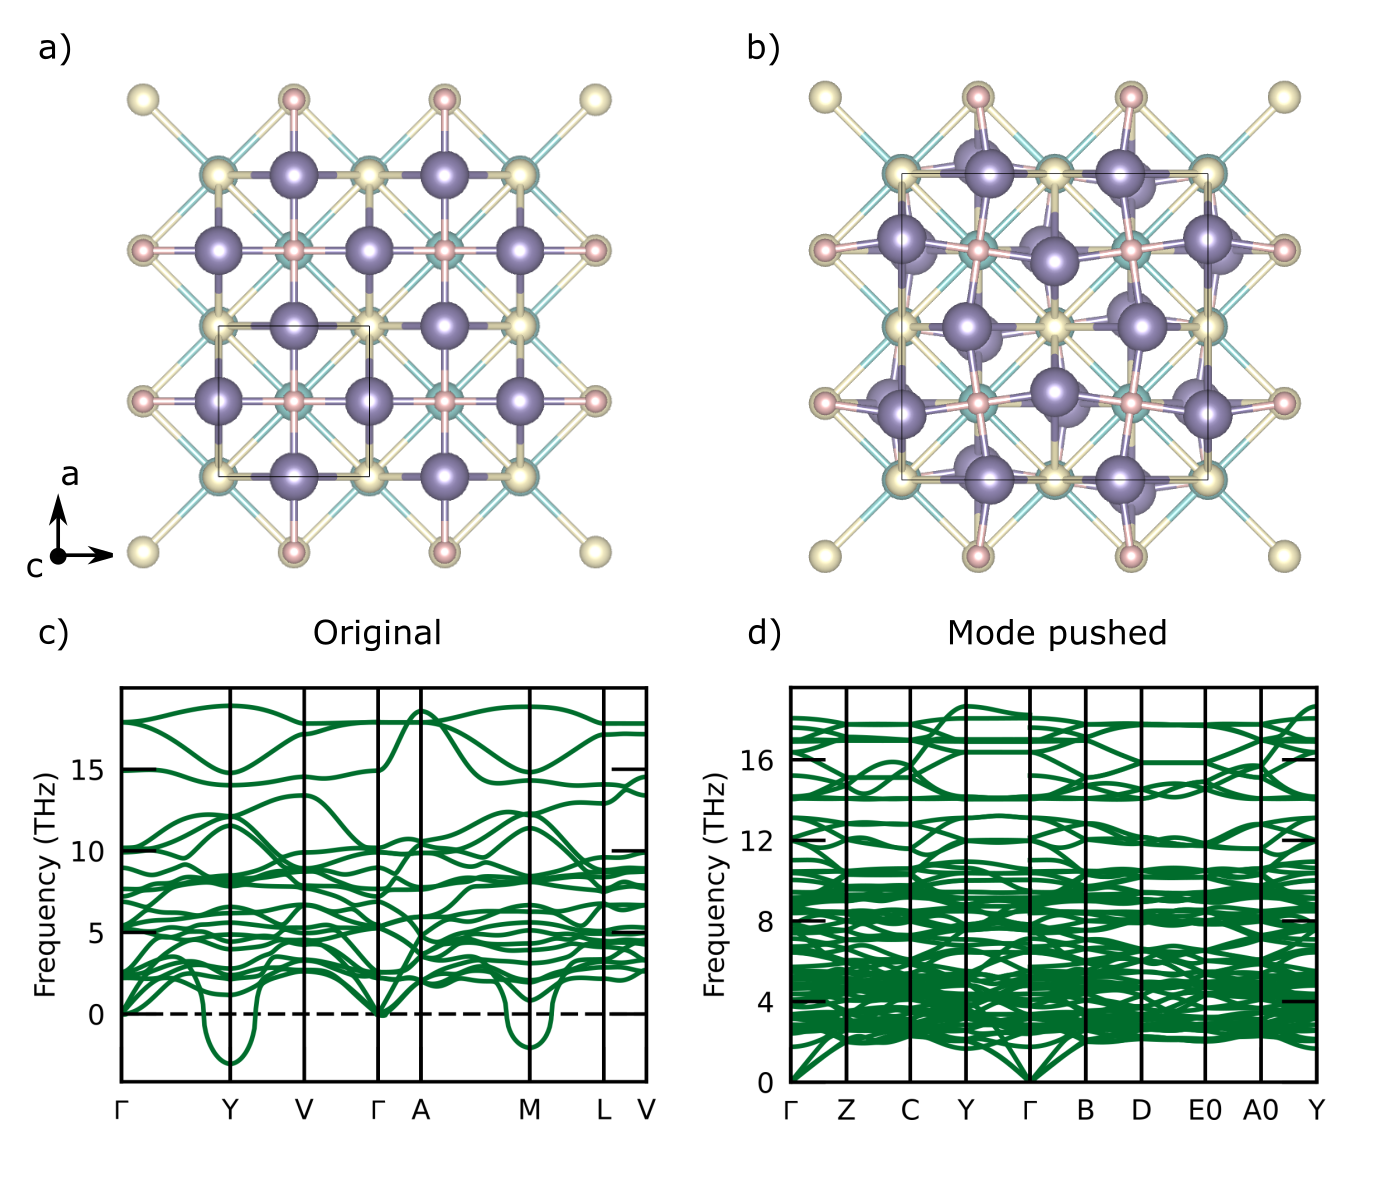 a)
b)
a
c
c)
Original
d)
Mode pushed
Frequency (THz)
15
10
5
0
Γ Y V Γ A M L V
Frequency (THz)
16
12
8
4
0
Γ Z C Y Γ B D E0 A0 Y